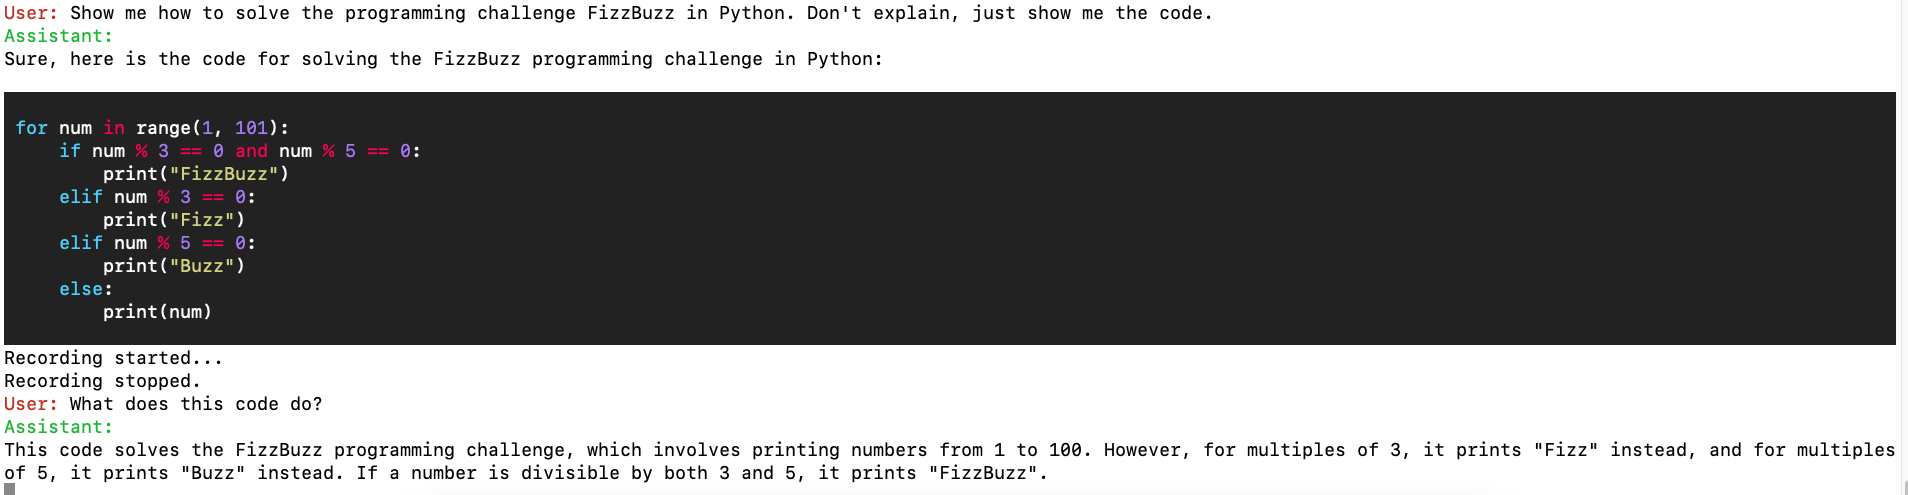 User: Show me how to solve the programming challenge FizzBuzz in Python. Don't explain, just show me the code.
Assistant:
Sure, here is the code for solving the FizzBuzz programming challenge in Python:
for num in range(1, 101):
    if num % 3 == 0 and num % 5 == 0:
        print("FizzBuzz")
    elif num % 3 == 0:
        print("Fizz")
    elif num % 5 == 0:
        print("Buzz")
    else:
        print(num)
Recording started...
Recording stopped.
User: What does this code do?
Assistant:
This code solves the FizzBuzz programming challenge, which involves printing numbers from 1 to 100. However, for multiples of 3, it prints "Fizz" instead, and for multiples
of 5, it prints "Buzz" instead. If a number is divisible by both 3 and 5, it prints "FizzBuzz".